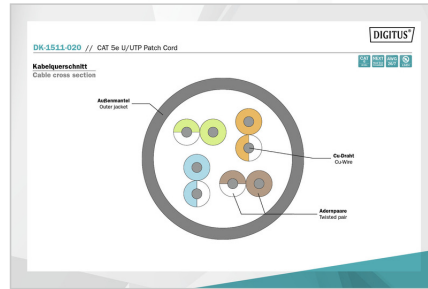 DIGITUS®
DK-1511-020 // CAT 5e U/UTP Patch Cord
Kabelquerschnitt
Cable cross section
Außenmantel
Outer jacket
Cu-Draht
Cu-Wire
Adernpaare
Twisted pair